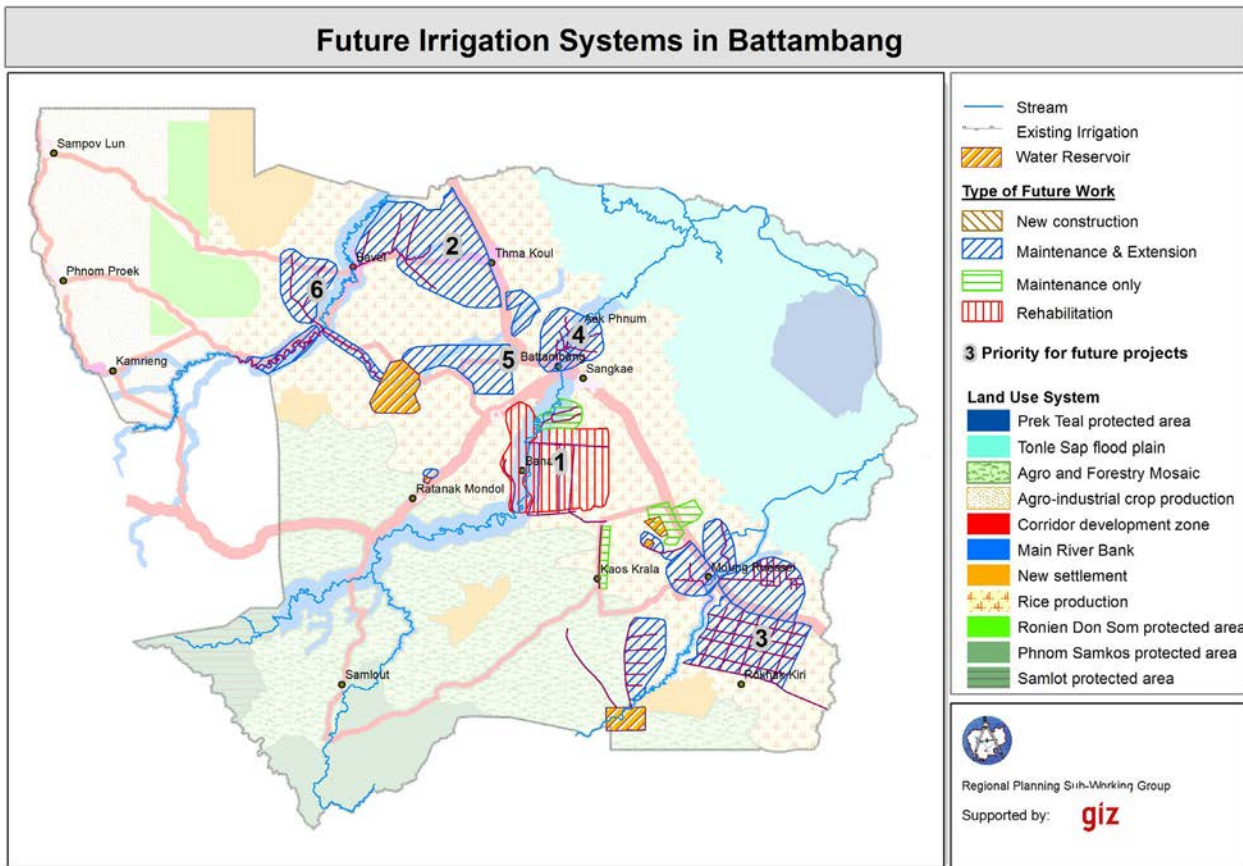 Future Irrigation Systems in Battambang
Sampov Lun
Phnom Proek
Kamrieng
Bavel
2
Thma Koul
6
4
Aek Phnum
5
Battambang
Sangkae
1
Ratanak Mondol
Kaos Krala
3
Rokhak Kiri
Samlout
Stream
Existing Irrigation
Water Reservoir
Type of Future Work
New construction
Maintenance & Extension
Maintenance only
Rehabilitation
3 Priority for future projects
Land Use System
Prek Teal protected area
Tonle Sap flood plain
Agro and Forestry Mosaic
Agro-industrial crop production
Corridor development zone
Main River Bank
New settlement
Rice production
Ronien Don Som protected area
Phnom Samkos protected area
Samlot protected area
Regional Planning Sub-Working Group
Supported by: giz